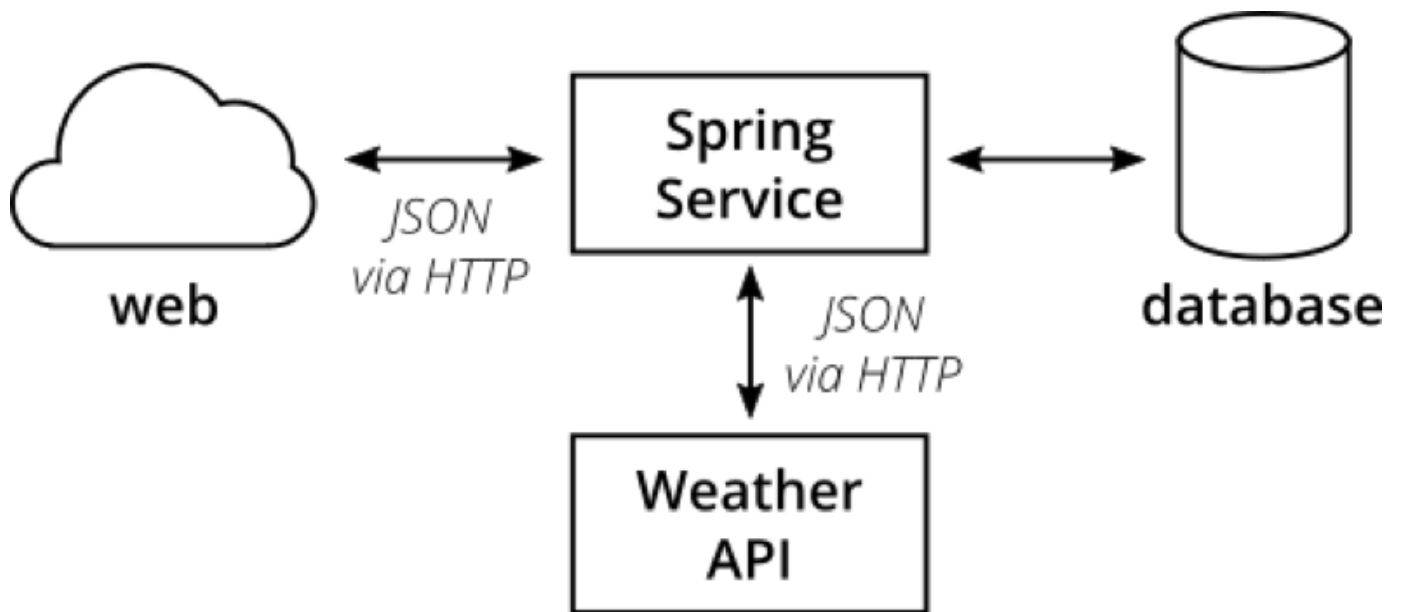 Spring
Service
JSON
via HTTP
web
database
JSON
via HTTP
Weather
API